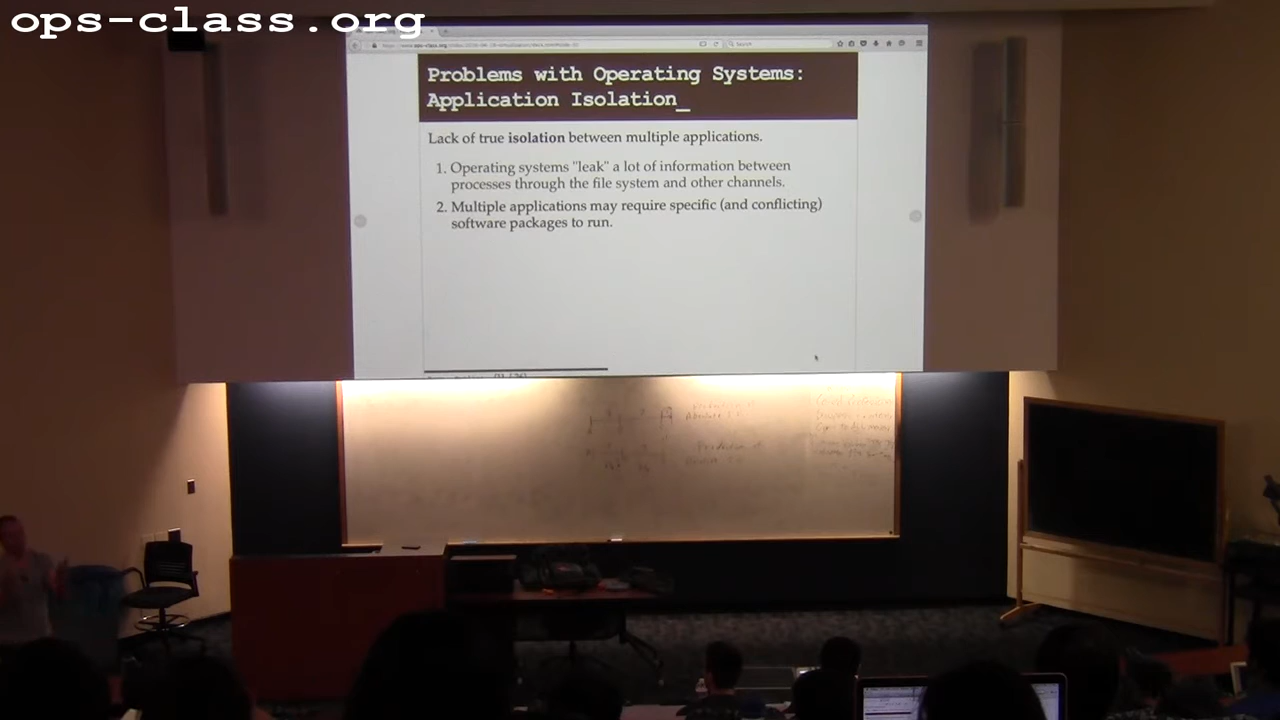 ops-class.org
Search
Problems with Operating Systems:
Application Isolation_
Lack of true isolation between multiple applications.
1. Operating systems "leak" a lot of information between
processes through the file system and other channels.
2. Multiple applications may require specific (and conflicting)
software packages to run.